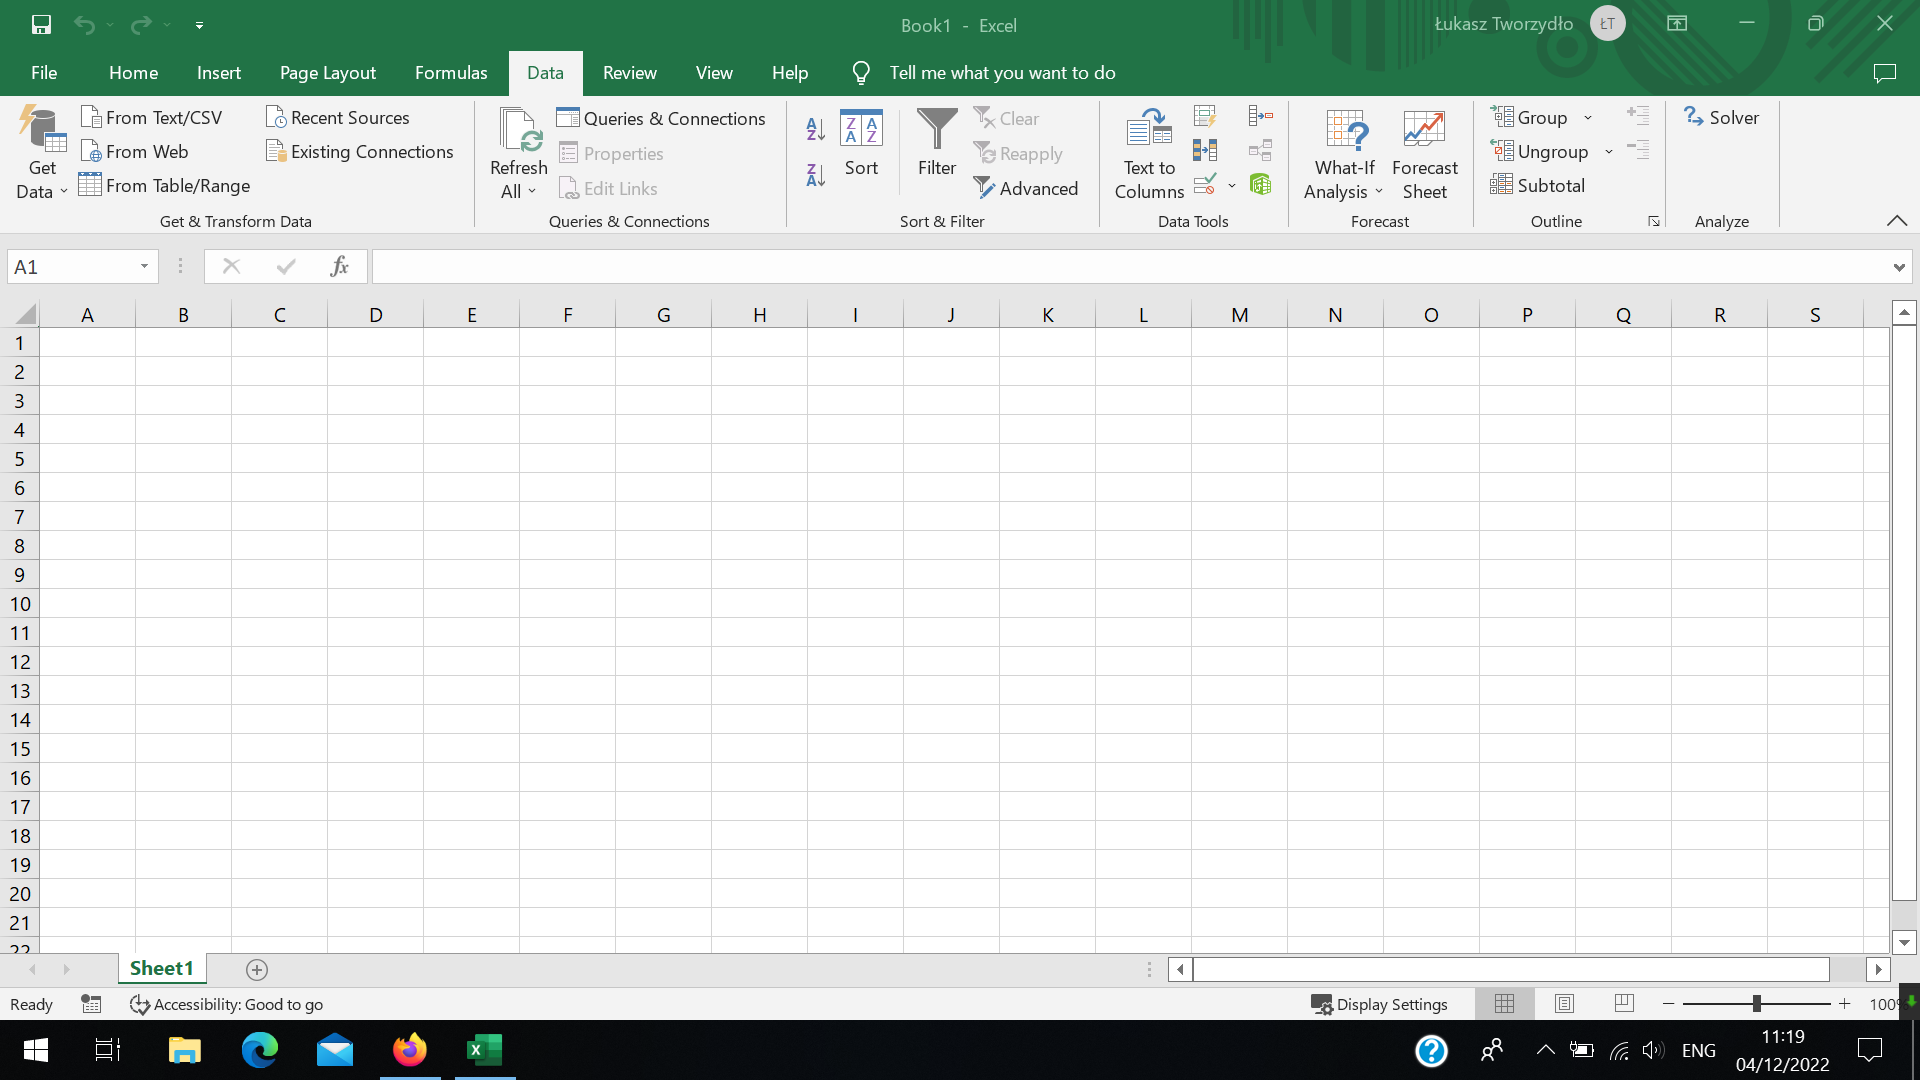 Book1 - Excel
Łukasz Tworzydło ŁT
File Home Insert Page Layout Formulas Data Review View Help Tell me what you want to do
Get Data
From Text/CSV
From Web
From Table/Range
Recent Sources
Existing Connections
Get & Transform Data
Refresh All
Queries & Connections
Properties
Edit Links
Queries & Connections
Sort
Filter
Clear
Reapply
Advanced
Sort & Filter
Text to Columns
Data Tools
What-If Analysis
Forecast Sheet
Forecast
Group
Ungroup
Subtotal
Outline
Solver
Analyze
A1 fx
A B C D E F G H I J K L M N O P Q R S
1
2
3
4
5
6
7
8
9
10
11
12
13
14
15
16
17
18
19
20
21
22
Sheet1
Ready Accessibility: Good to go Display Settings 100%
ENG 11:19
04/12/2022